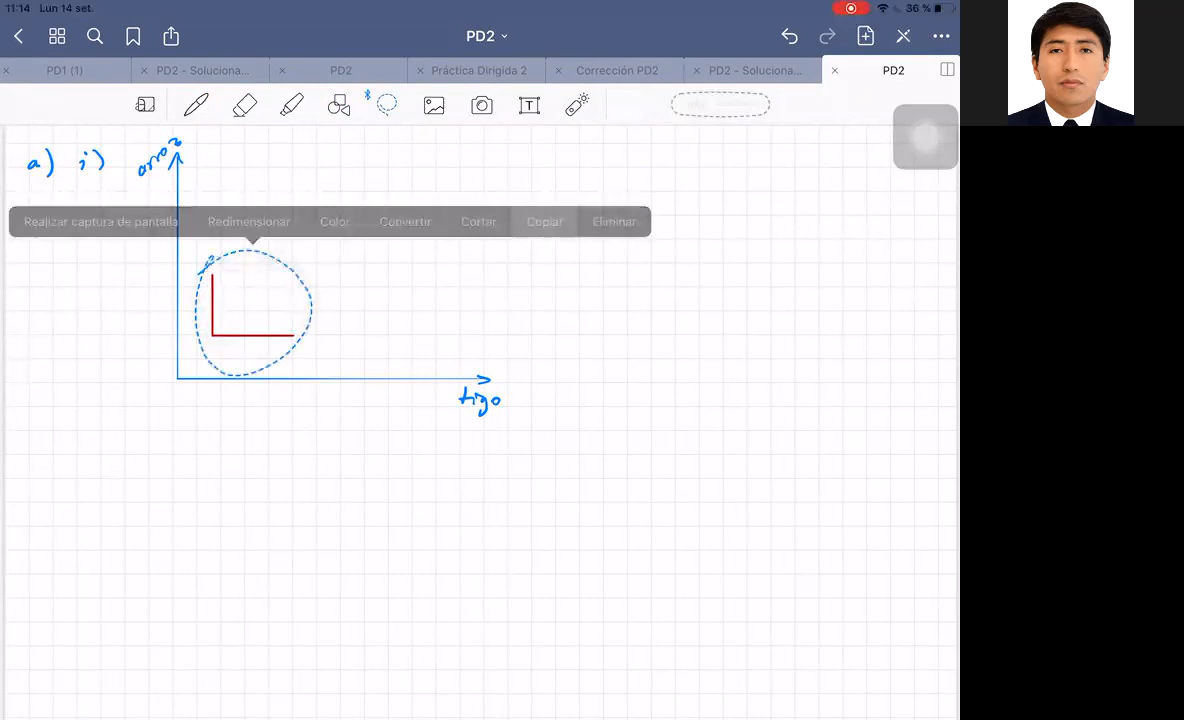 11:14 Lun 14 set.
36 %
PD2
PD1 (1)
PD2 - Soluciona...
PD2
Práctica Dirigida 2
Corrección PD2
PD2 - Soluciona...
PD2
T
a) i) arroz
Realizar captura de pantalla Redimensionar Color Convertir Cortar Copiar Eliminar
trigo